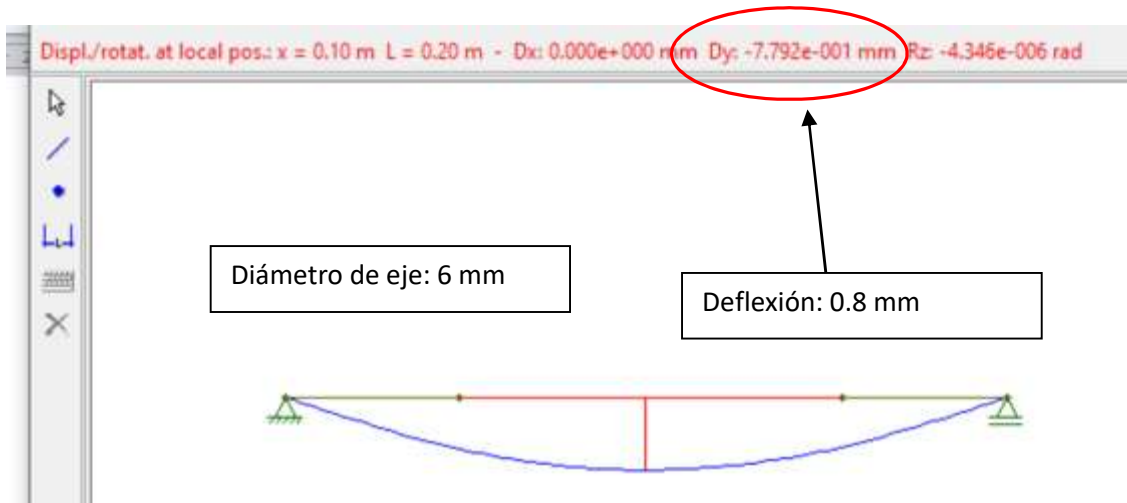 Displ./rotat. at local pos.: x = 0.10 m L = 0.20 m - Dx: 0.000e+000 mm Dy: -7.792e-001 mm Rz: -4.346e-006 rad
Diámetro de eje: 6 mm
Deflexión: 0.8 mm